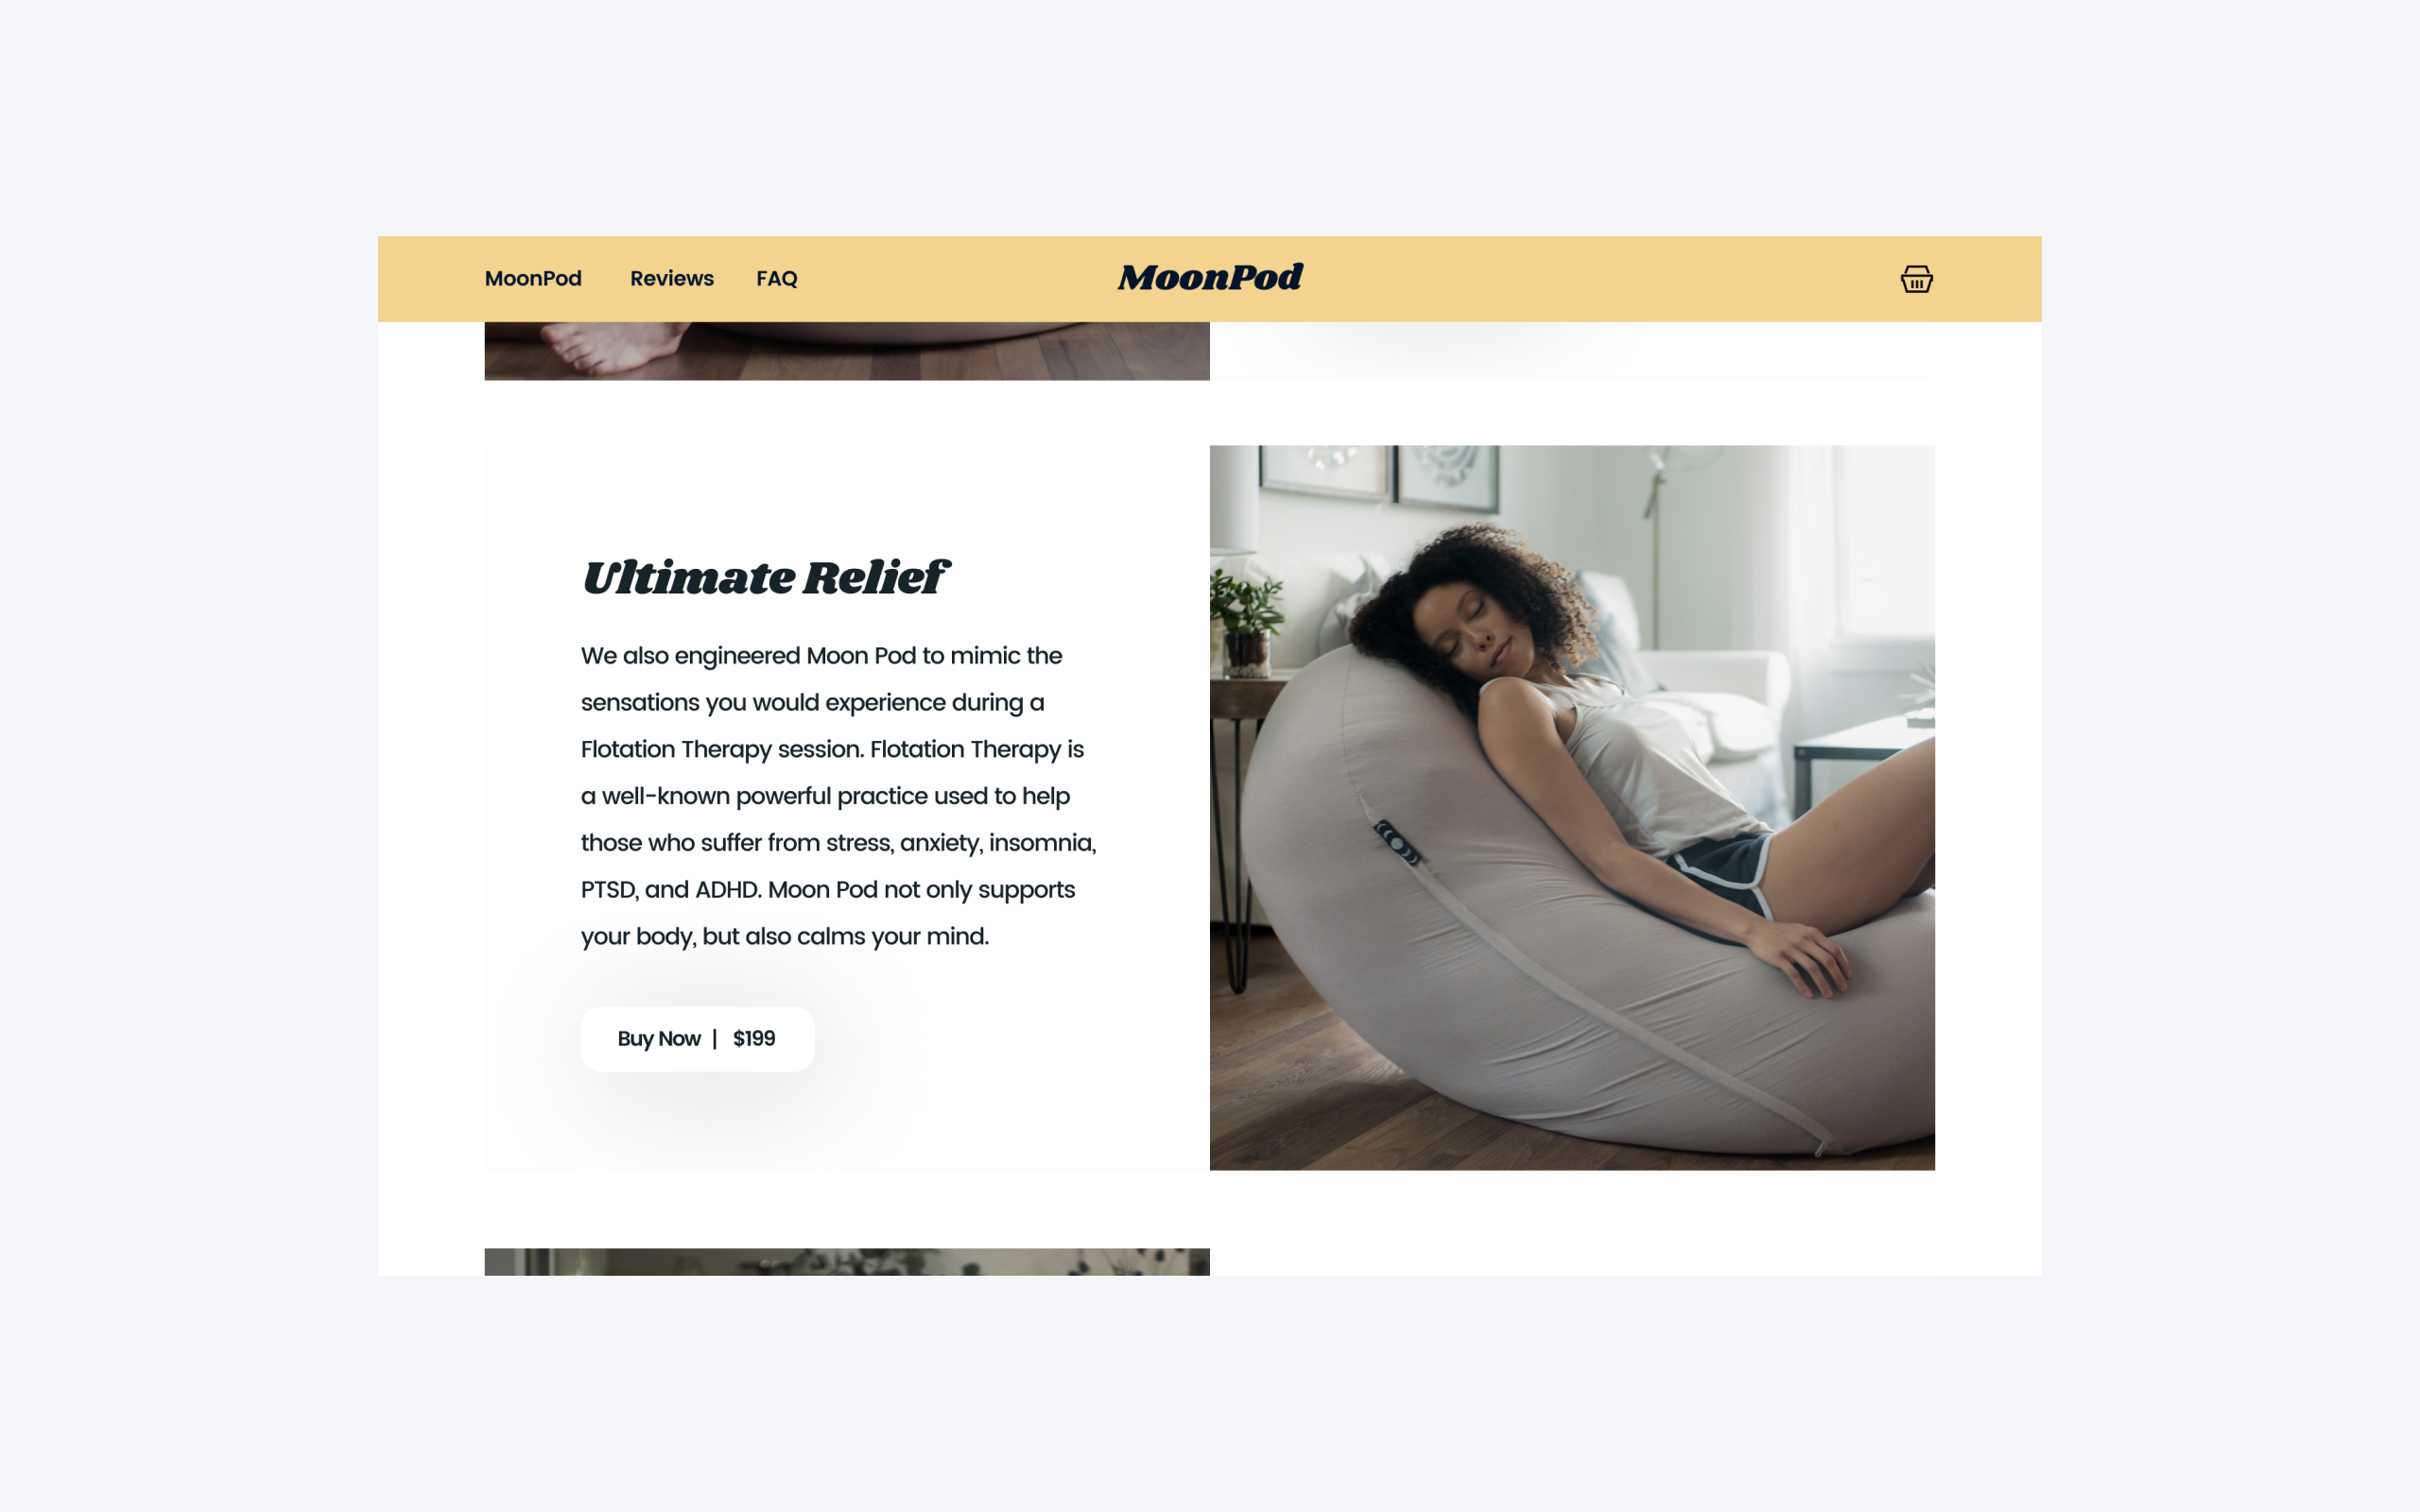 MoonPod Reviews FAQ MoonPod
Ultimate Relief
We also engineered Moon Pod to mimic the
sensations you would experience during a
Flotation Therapy session. Flotation Therapy is
a well-known powerful practice used to help
those who suffer from stress, anxiety, insomnia,
PTSD, and ADHD. Moon Pod not only supports
your body, but also calms your mind.
Buy Now | $199